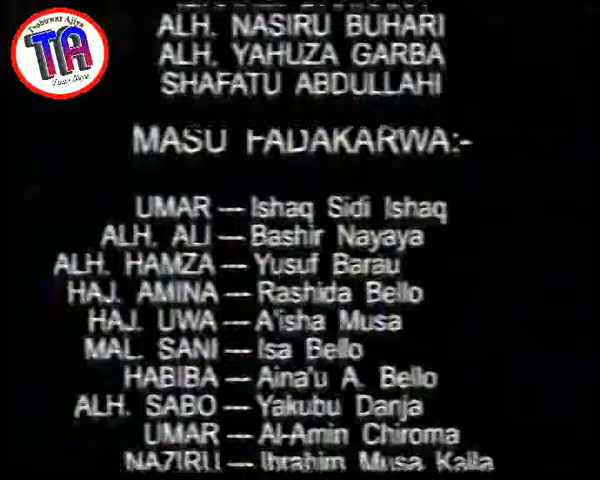 ALH. NASIRU BUHARI
ALH. YAHUZA GARBA
SHAFATU ABDULLAHI
MASU FADAKARWA:-
UMAR — Ishaq Sidi Ishaq
ALH. ALI — Bashir Nayaya
ALH. HAMZA — Yusuf Barau
HAJ. AMINA — Rashida Bello
HAJ. UWA — A'isha Musa
MAL. SANI — Isa Bello
HABIBA — Aina'u A. Bello
ALH. SABO — Yakubu Danja
UMAR — Al-Amin Chiroma
NAZIRU — Ibrahim Musa Kalla
TA